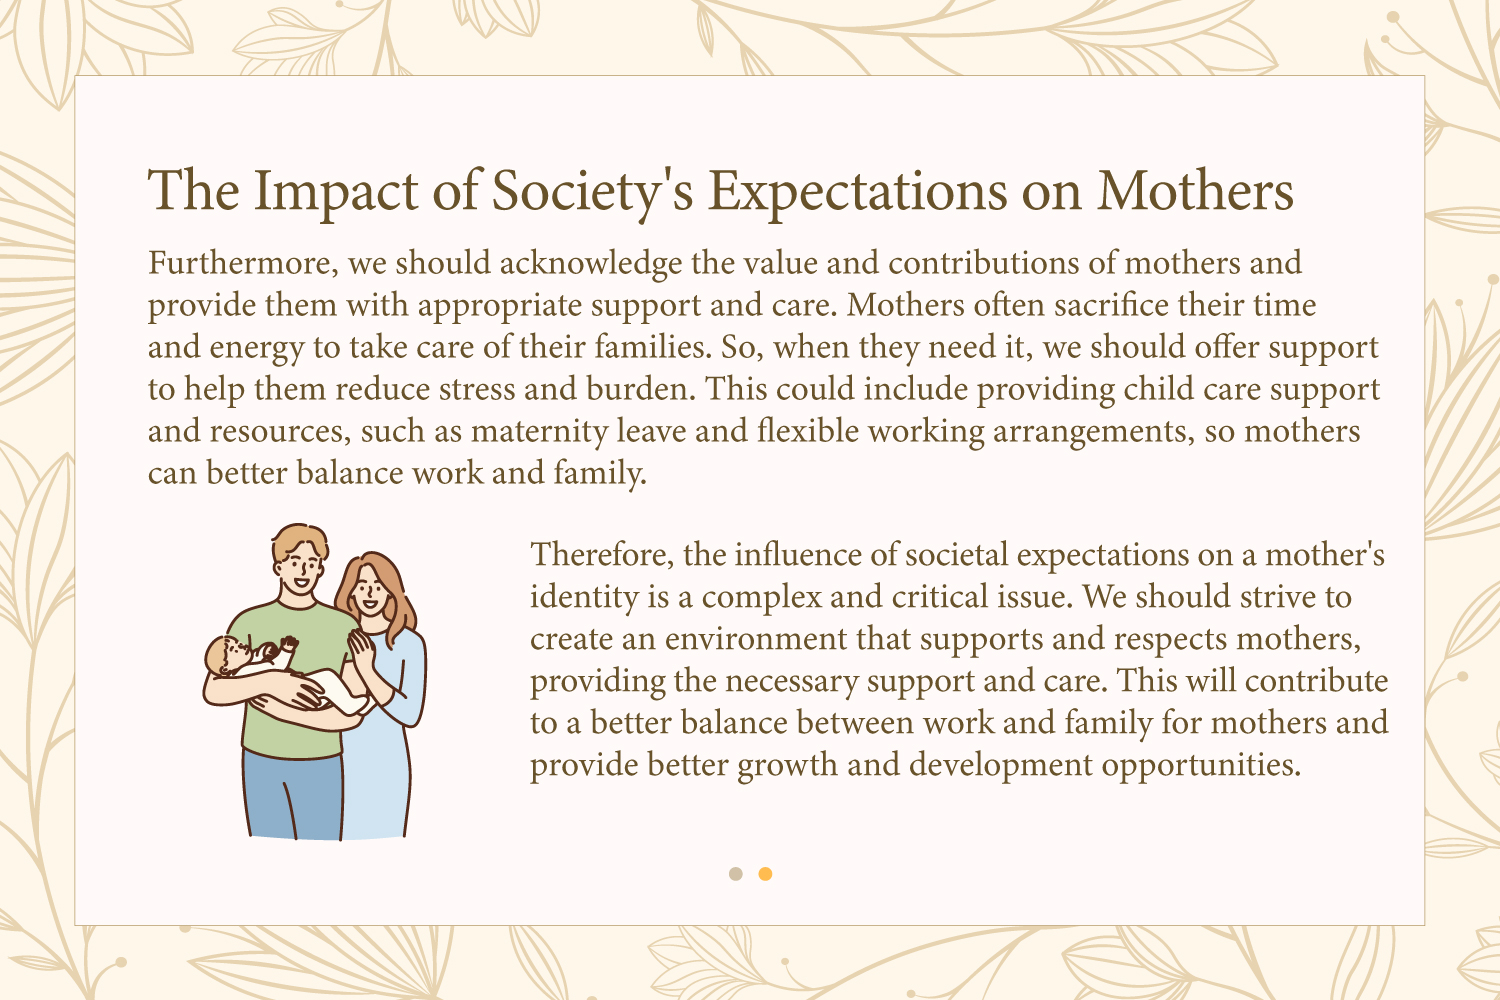 The Impact of Society's Expectations on Mothers
Furthermore, we should acknowledge the value and contributions of mothers and
provide them with appropriate support and care. Mothers often sacrifice their time
and energy to take care of their families. So, when they need it, we should offer support
to help them reduce stress and burden. This could include providing child care support
and resources, such as maternity leave and flexible working arrangements, so mothers
can better balance work and family.
Therefore, the influence of societal expectations on a mother's
identity is a complex and critical issue. We should strive to
create an environment that supports and respects mothers,
providing the necessary support and care. This will contribute
to a better balance between work and family for mothers and
provide better growth and development opportunities.